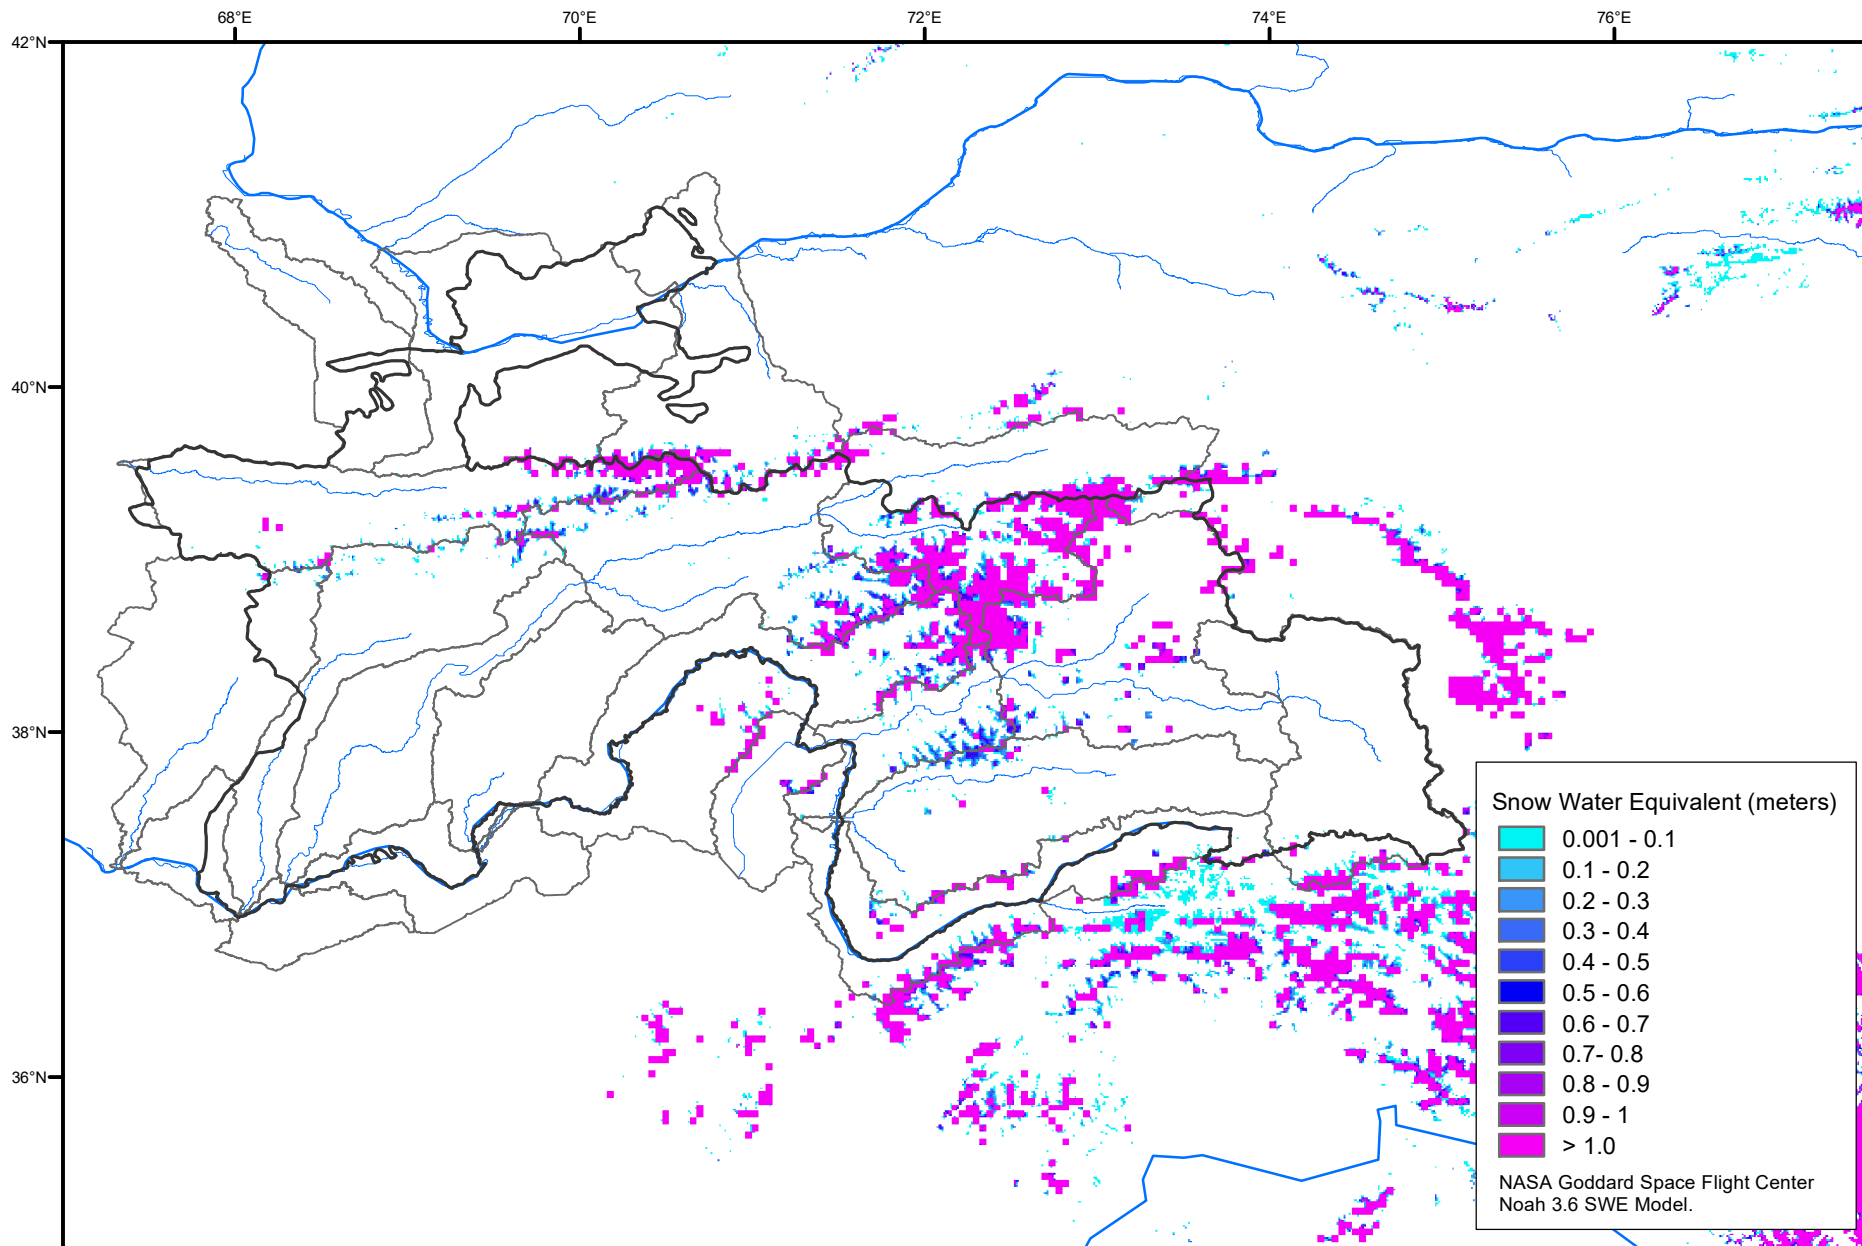 68°E
70°E
72°E
74°E
76°E
42°N
40°N
38°N
36°N
Snow Water Equivalent (meters)
0.001 - 0.1
0.1 - 0.2
0.2 - 0.3
0.3 - 0.4
0.4 - 0.5
0.5 - 0.6
0.6 - 0.7
0.7- 0.8
0.8 - 0.9
0.9 - 1
> 1.0
NASA Goddard Space Flight Center
Noah 3.6 SWE Model.